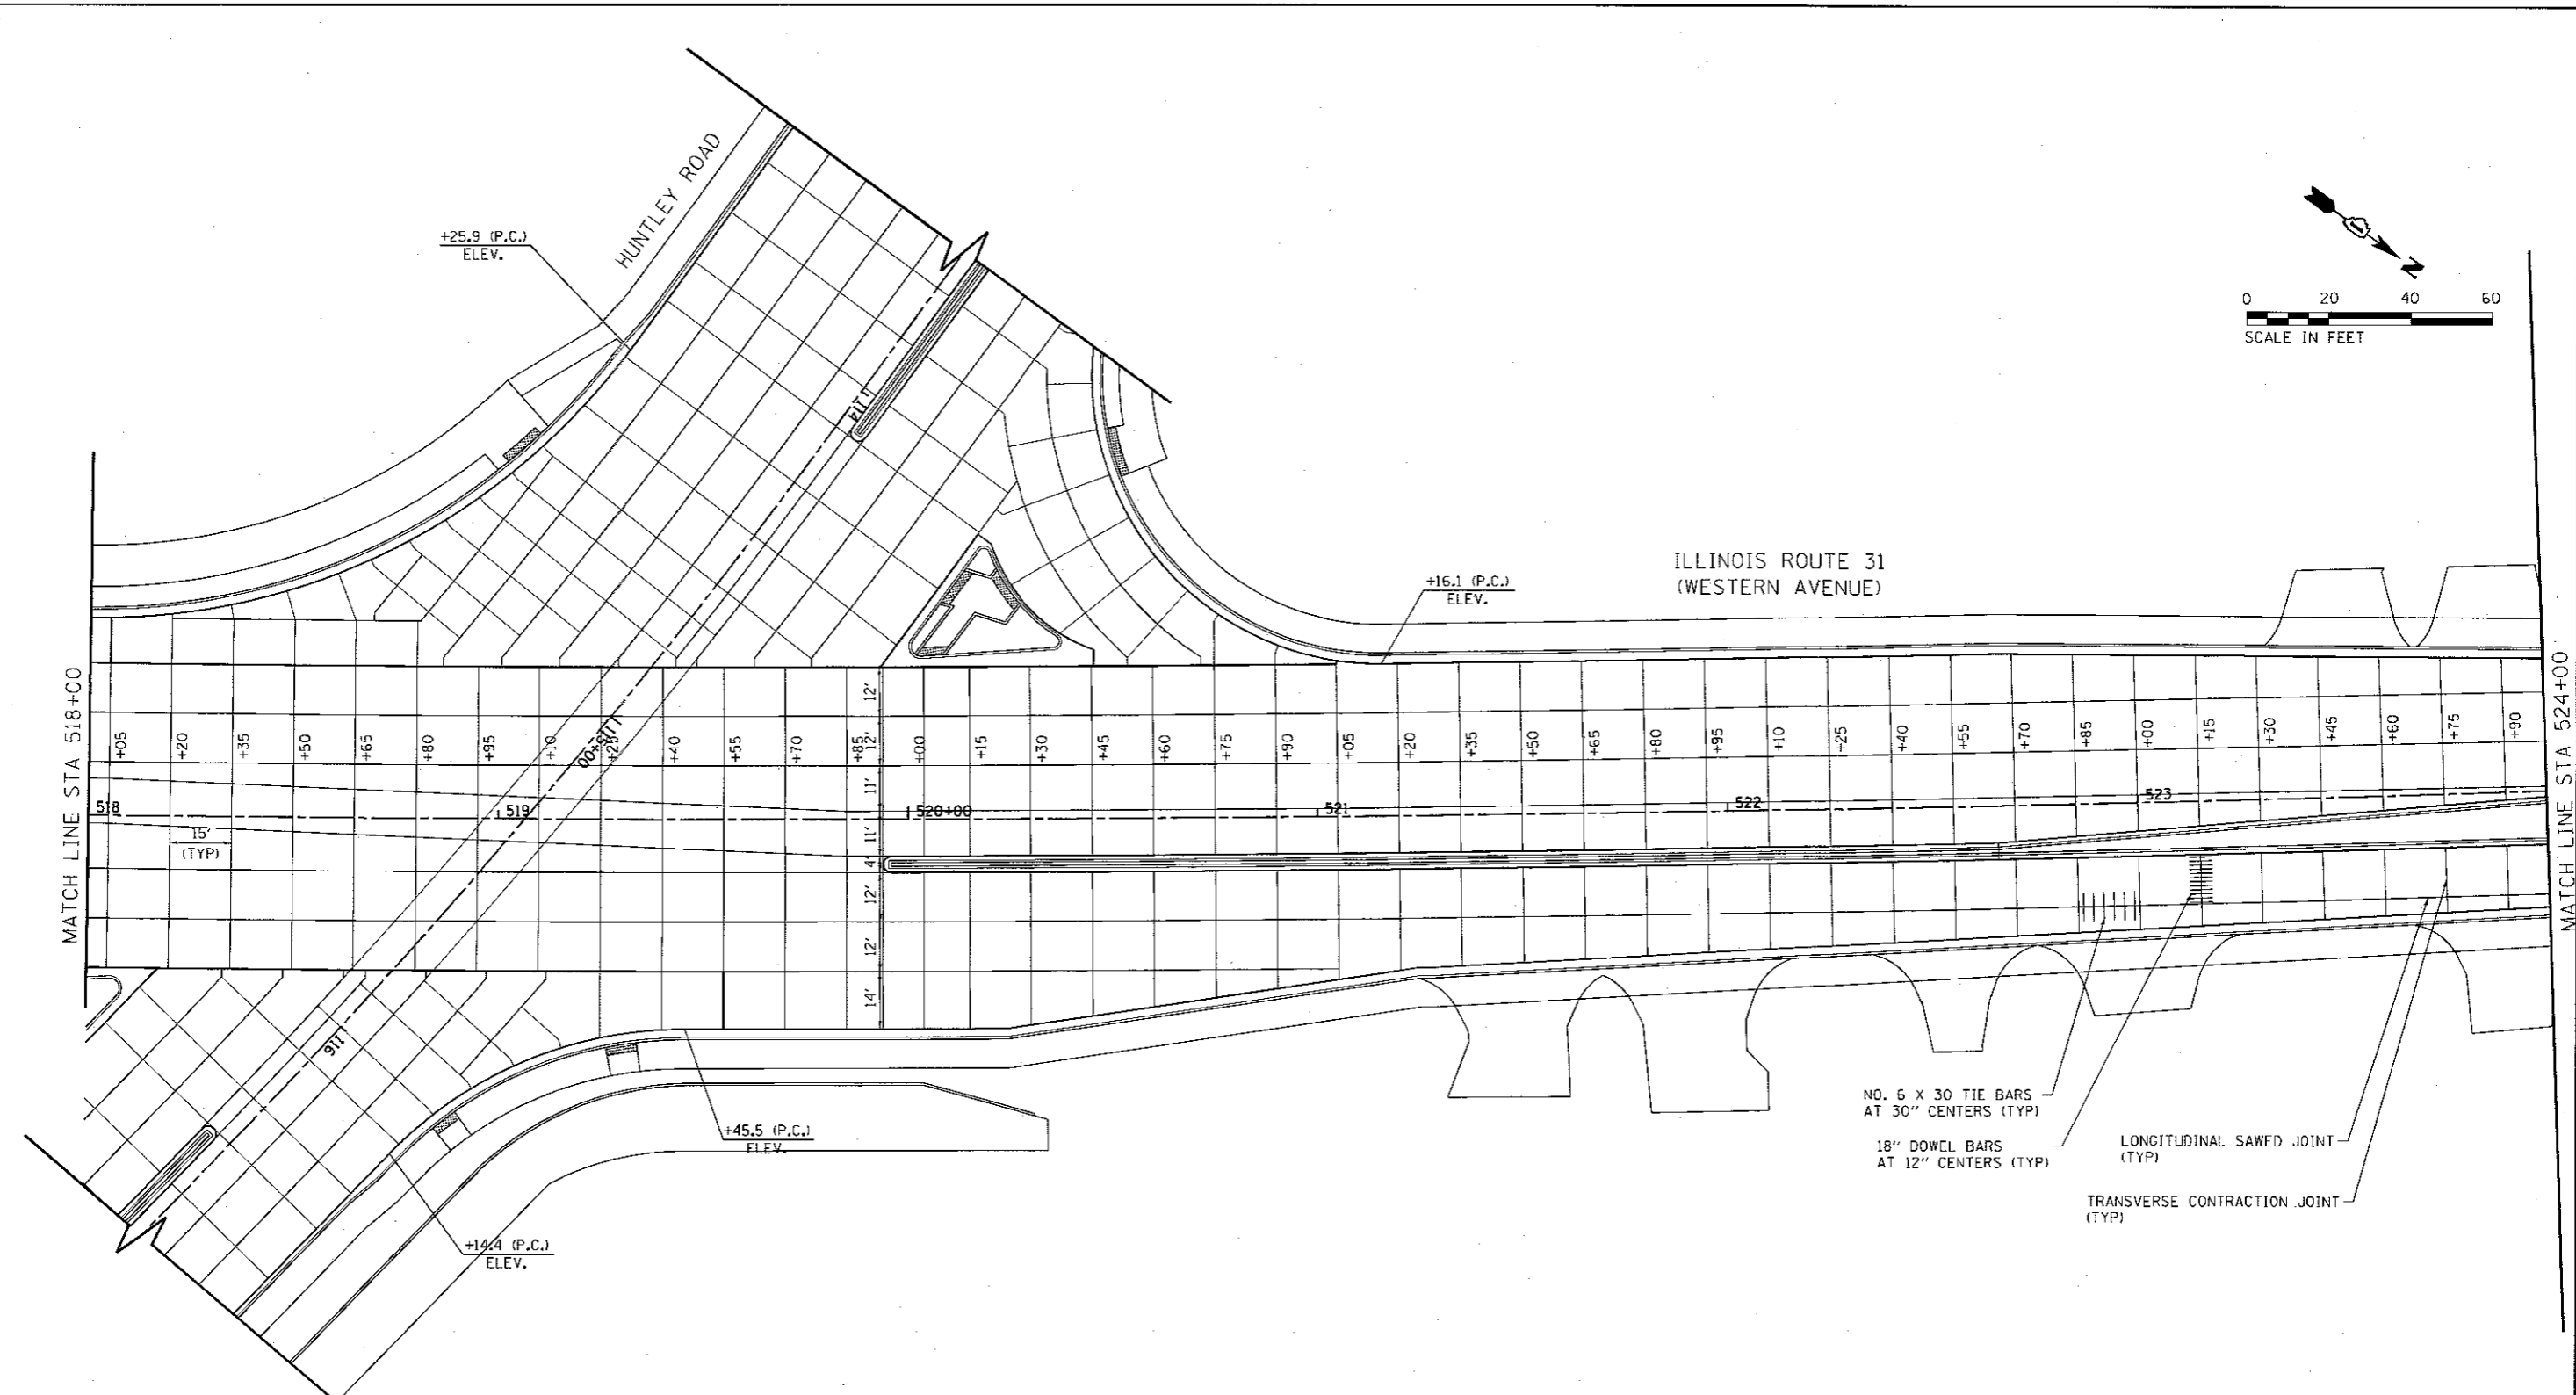 HUNTLEY ROAD
+25.9 (P.C.)
ELEV.
N
0 20 40 60
SCALE IN FEET
114
ILLINOIS ROUTE 31
(WESTERN AVENUE)
+16.1 (P.C.)
ELEV.
MATCH LINE STA 518+00
MATCH LINE STA 524+00
+05 +20 +35 +50 +65 +80 +95 +10 +25 +40 +55 +70 +85 +00 +15 +30 +45 +60 +75 +90 +05 +20 +35 +50 +65 +80 +95 +10 +25 +40 +55 +70 +85 +00 +15 +30 +45 +60 +75 +90
115+00
12'
12'
11'
11'
4'
12'
12'
14'
518 519 520+00 521 522 523
15'
(TYP)
116
NO. 6 X 30 TIE BARS
AT 30" CENTERS (TYP)
18" DOWEL BARS
AT 12" CENTERS (TYP)
LONGITUDINAL SAWED JOINT
(TYP)
TRANSVERSE CONTRACTION JOINT
(TYP)
+45.5 (P.C.)
ELEV.
+14.4 (P.C.)
ELEV.